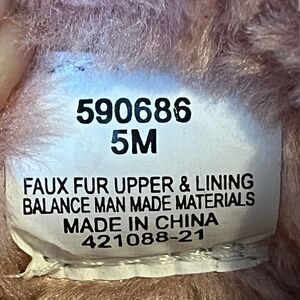 590686
5M
FAUX FUR UPPER & LINING
BALANCE MAN MADE MATERIALS
MADE IN CHINA
421088-21